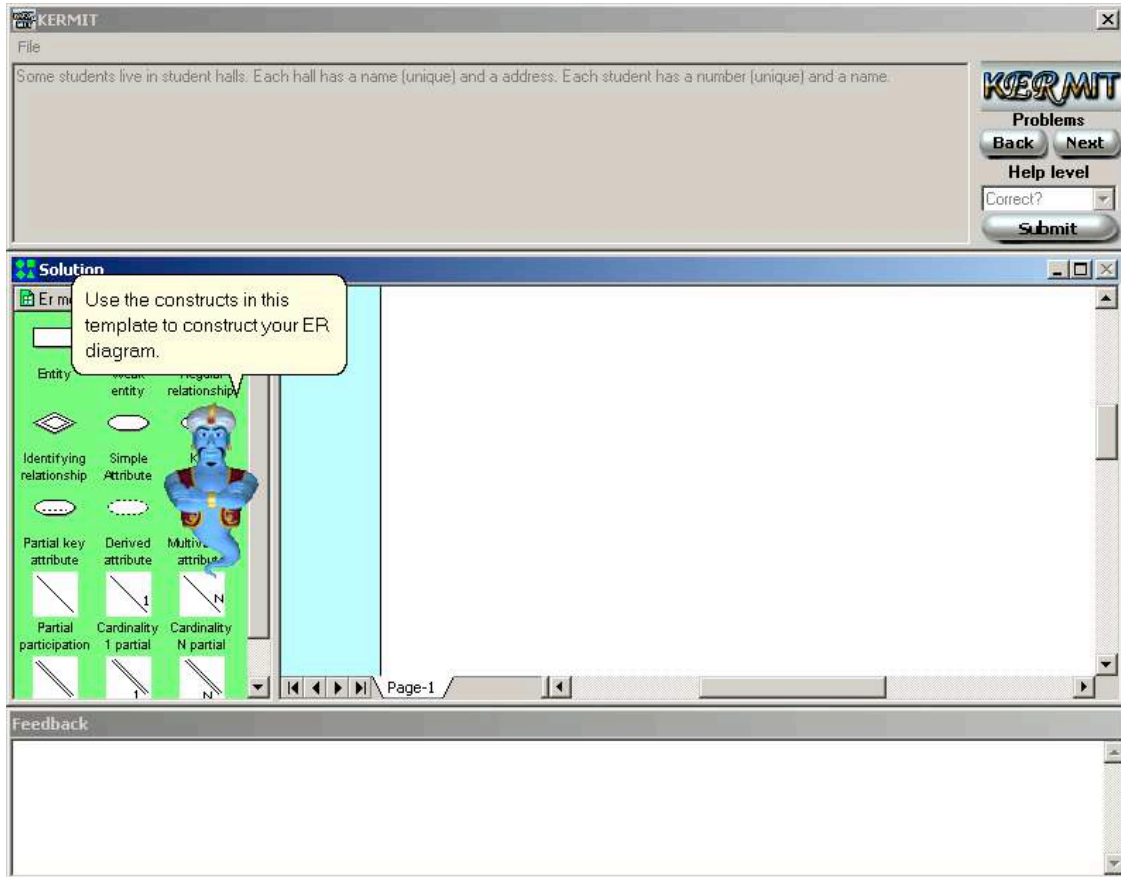 KERMIT
File
Some students live in student halls. Each hall has a name (unique) and a address. Each student has a number (unique) and a name.
KERMIT
Problems
Back Next
Help level
Correct?
Submit
Solution
Use the constructs in this
template to construct your ER
diagram.
Er
Entity
entity relationship
Identifying Simple
relationship Attribute
Partial key Derived
attribute attribute attribute
1 N
Partial Cardinality Cardinality
participation 1 partial N partial
1 N
Page-1
Feedback